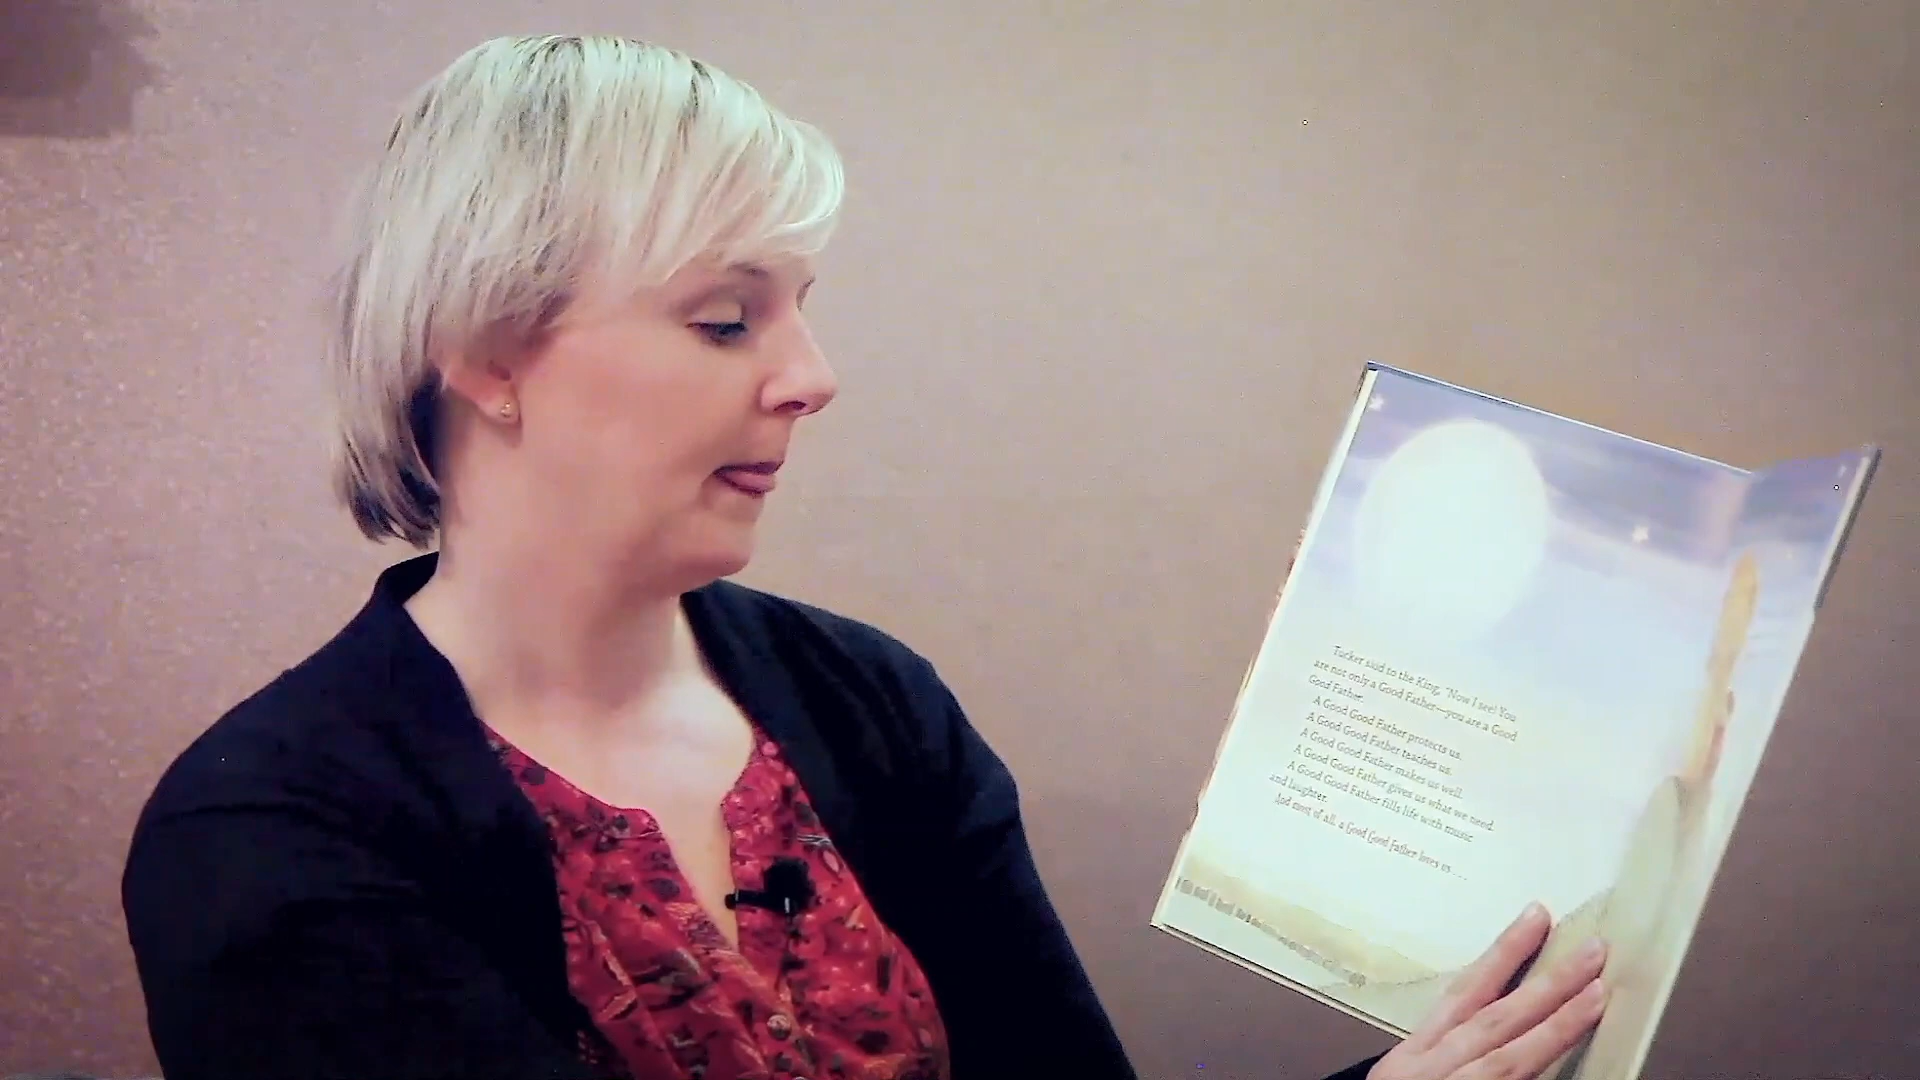 Tucker said to the King, "Now I see! You
are not only a Good Father—you are a Good
Good Father.
A Good Good Father protects us.
A Good Good Father teaches us.
A Good Good Father makes us well.
A Good Good Father gives us what we need.
A Good Good Father fills life with music
and laughter.
And most of all, a Good Good Father loves us . . .